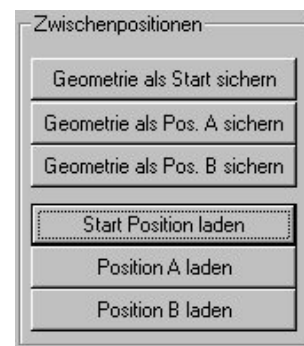 Zwischenpositionen
Geometrie als Start sichern
Geometrie als Pos. A sichern
Geometrie als Pos. B sichern
Start Position laden
Position A laden
Position B laden